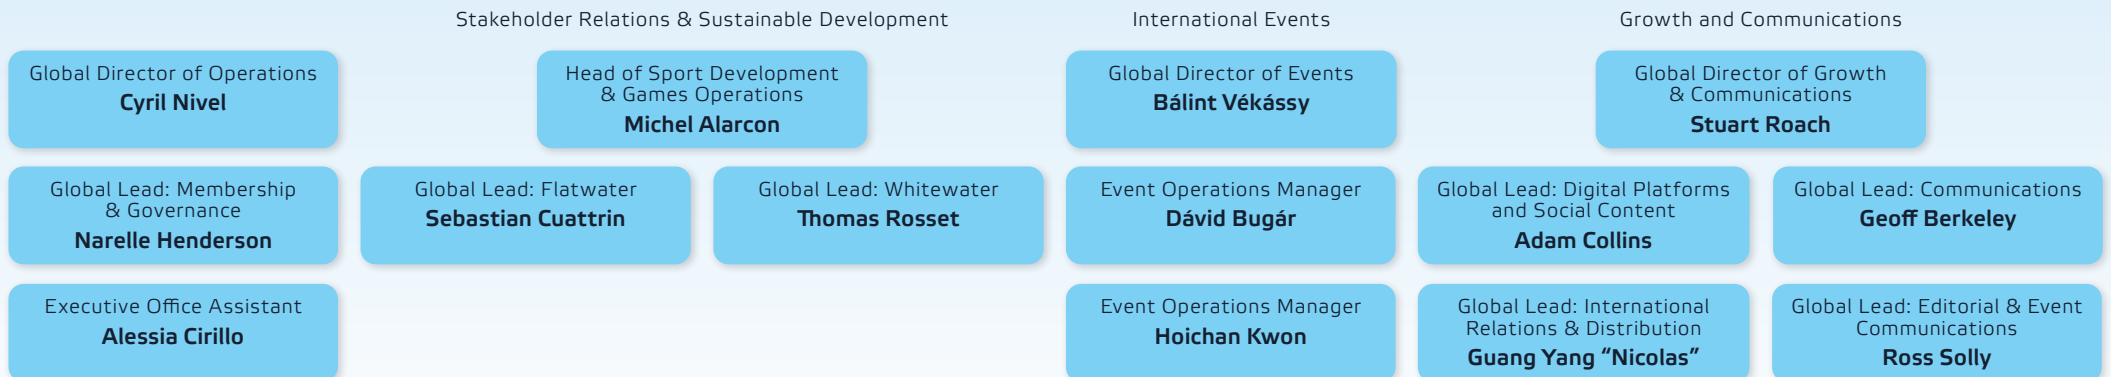 Stakeholder Relations & Sustainable Development
International Events
Growth and Communications
Global Director of Operations
Cyril Nivel
Head of Sport Development
& Games Operations
Michel Alarcon
Global Director of Events
Bálint Vékássy
Global Director of Growth
& Communications
Stuart Roach
Global Lead: Membership
& Governance
Narelle Henderson
Global Lead: Flatwater
Sebastian Cuattrin
Global Lead: Whitewater
Thomas Rosset
Event Operations Manager
Dávid Bugár
Global Lead: Digital Platforms
and Social Content
Adam Collins
Global Lead: Communications
Geoff Berkeley
Executive Office Assistant
Alessia Cirillo
Event Operations Manager
Hoichan Kwon
Global Lead: International
Relations & Distribution
Guang Yang “Nicolas”
Global Lead: Editorial & Event
Communications
Ross Solly